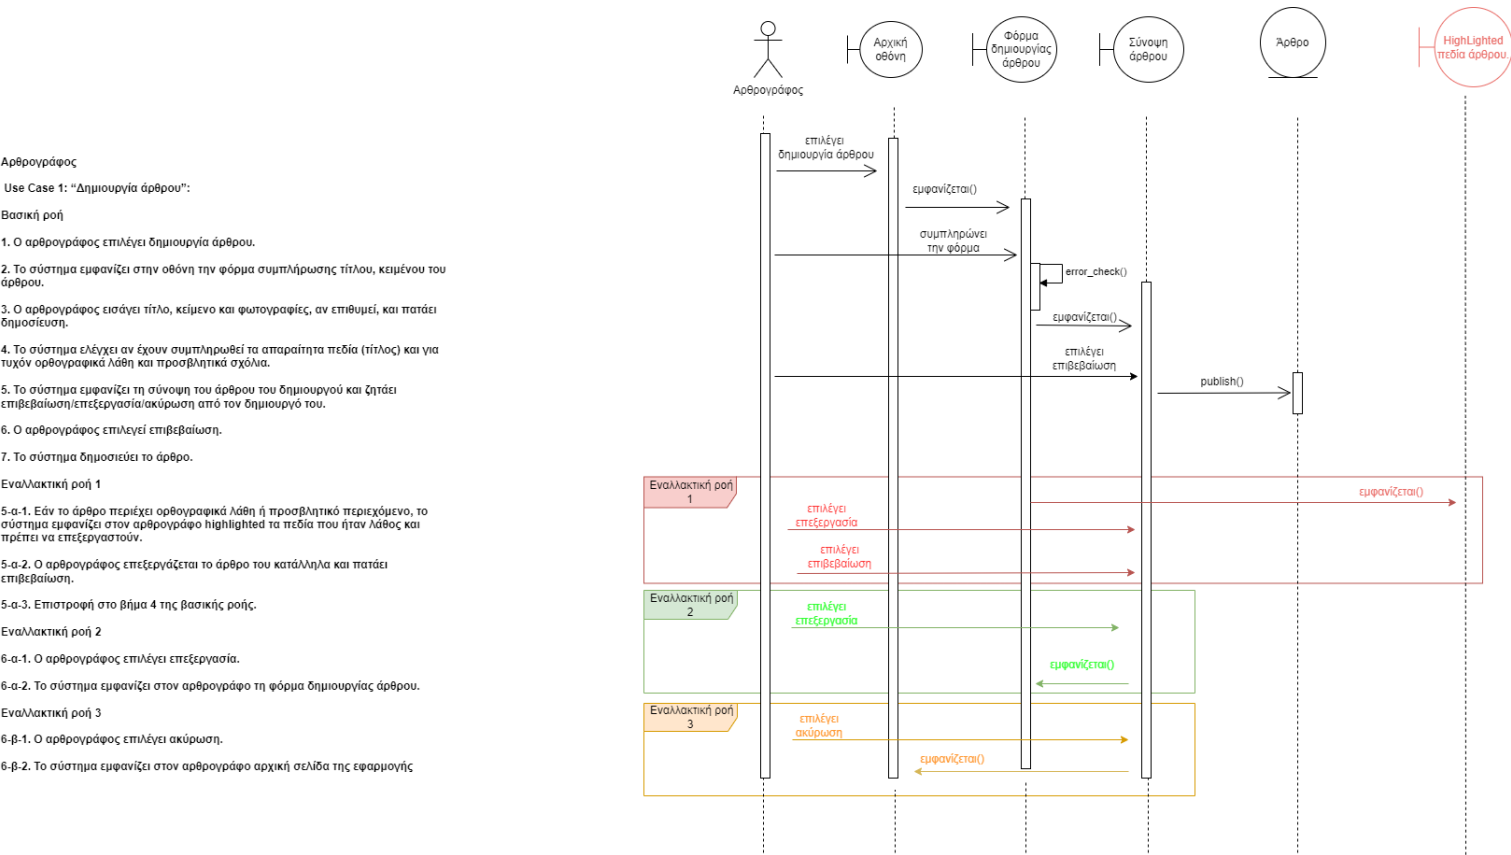 Αρθρογράφος
Use Case 1: “Δημιουργία άρθρου”:
Βασική ροή
1. Ο αρθρογράφος επιλέγει δημιουργία άρθρου.
2. Το σύστημα εμφανίζει στην οθόνη την φόρμα συμπλήρωσης τίτλου, κειμένου του
άρθρου.
3. Ο αρθρογράφος εισάγει τίτλο, κείμενο και φωτογραφίες, αν επιθυμεί, και πατάει
δημοσίευση.
4. Το σύστημα ελέγχει αν έχουν συμπληρωθεί τα απαραίτητα πεδία (τίτλος) και για
τυχόν ορθογραφικά λάθη και προσβλητικά σχόλια.
5. Το σύστημα εμφανίζει τη σύνοψη του άρθρου του δημιουργού και ζητάει
επιβεβαίωση/επεξεργασία/ακύρωση από τον δημιουργό του.
6. Ο αρθρογράφος επιλεγεί επιβεβαίωση.
7. Το σύστημα δημοσιεύει το άρθρο.
Εναλλακτική ροή 1
5-α-1. Εάν το άρθρο περιέχει ορθογραφικά λάθη ή προσβλητικό περιεχόμενο, το
σύστημα εμφανίζει στον αρθρογράφο highlighted τα πεδία που ήταν λάθος και
πρέπει να επεξεργαστούν.
5-α-2. Ο αρθρογράφος επεξεργάζεται το άρθρο του κατάλληλα και πατάει
επιβεβαίωση.
5-α-3. Επιστροφή στο βήμα 4 της βασικής ροής.
Εναλλακτική ροή 2
6-α-1. Ο αρθρογράφος επιλέγει επεξεργασία.
6-α-2. Το σύστημα εμφανίζει στον αρθρογράφο τη φόρμα δημιουργίας άρθρου.
Εναλλακτική ροή 3
6-β-1. Ο αρθρογράφος επιλέγει ακύρωση.
6-β-2. Το σύστημα εμφανίζει στον αρθρογράφο αρχική σελίδα της εφαρμογής
Αρθρογράφος
Αρχική
οθόνη
Φόρμα
δημιουργίας
άρθρου
Σύνοψη
άρθρου
Άρθρο
HighLighted
πεδία άρθρου.
επιλέγει
δημιουργία άρθρου
εμφανίζεται()
συμπληρώνει
την φόρμα
error_check()
εμφανίζεται()
επιλέγει
επιβεβαίωση
publish()
Εναλλακτική ροή
1
εμφανίζεται()
επιλέγει
επεξεργασία
επιλέγει
επιβεβαίωση
Εναλλακτική ροή
2
επιλέγει
επεξεργασία
εμφανίζεται()
Εναλλακτική ροή
3
επιλέγει
ακύρωση
εμφανίζεται()